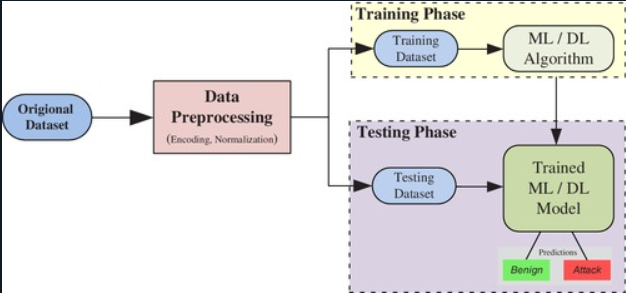 Training Phase
Training
Dataset
ML / DL
Algorithm
Origional
Dataset
Data
Preprocessing
(Encoding, Normalization)
Testing Phase
Testing
Dataset
Trained
ML / DL
Model
Predictions
Benign
Attack